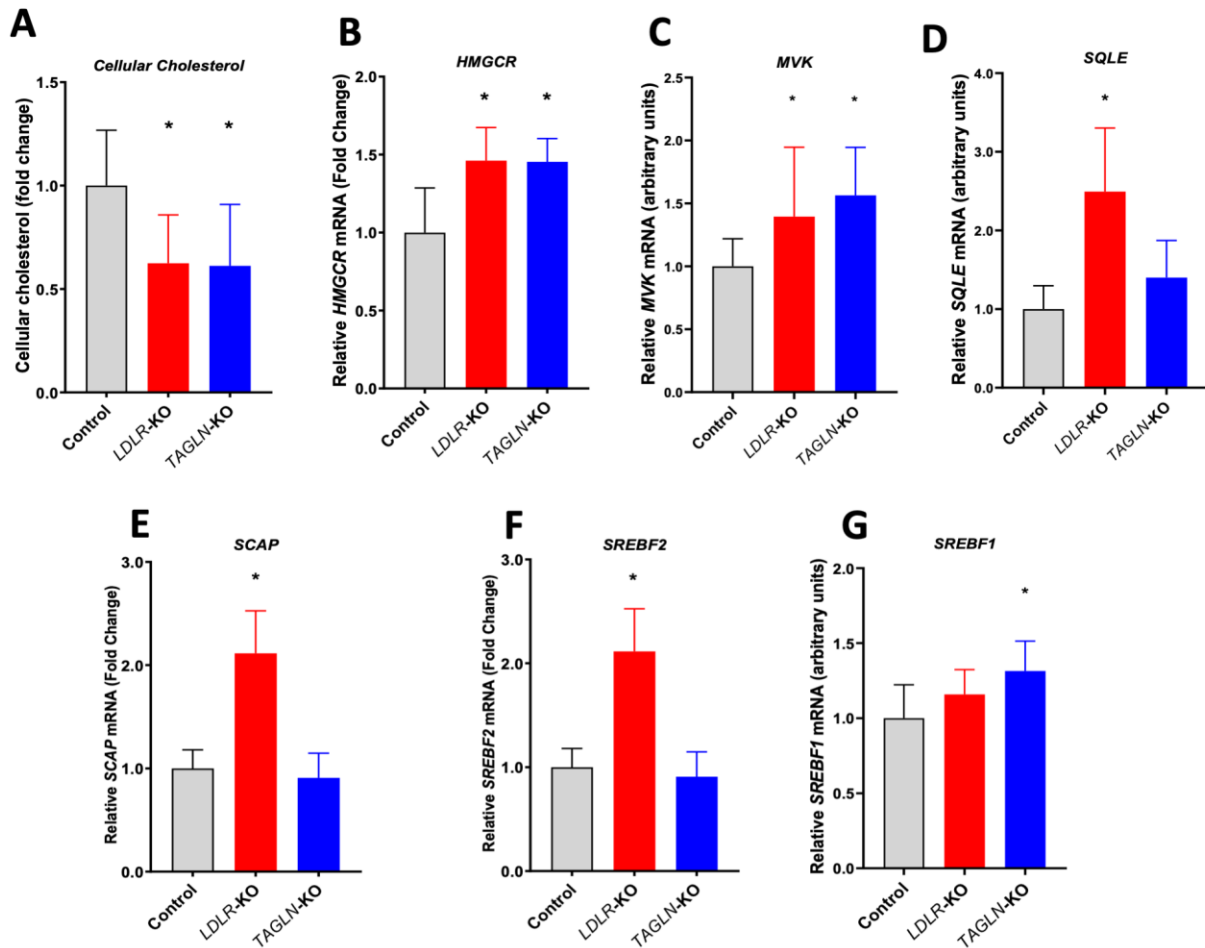 A
Cellular Cholesterol
Cellular cholesterol (fold change)
1.5
1.0
0.5
0.0
*
*
Control
LDLR-KO
TAGLN-KO
B
HMGCR
Relative HMGCR mRNA (Fold Change)
2.0
1.5
1.0
0.5
0.0
*
*
Control
LDLR-KO
TAGLN-KO
C
MVK
Relative MVK mRNA (arbitrary units)
2.5
2.0
1.5
1.0
0.5
0.0
*
*
Control
LDLR-KO
TAGLN-KO
D
SQLE
Relative SQLE mRNA (arbitrary units)
4.0
3.0
2.0
1.0
0.0
*
Control
LDLR-KO
TAGLN-KO
E
SCAP
Relative SCAP mRNA (Fold Change)
3.0
2.0
1.0
0.0
*
Control
LDLR-KO
TAGLN-KO
F
SREBF2
Relative SREBF2 mRNA (Fold Change)
3.0
2.0
1.0
0.0
*
Control
LDLR-KO
TAGLN-KO
G
SREBF1
Relative SREBF1 mRNA (arbitrary units)
2.0
1.5
1.0
0.5
0.0
*
Control
LDLR-KO
TAGLN-KO